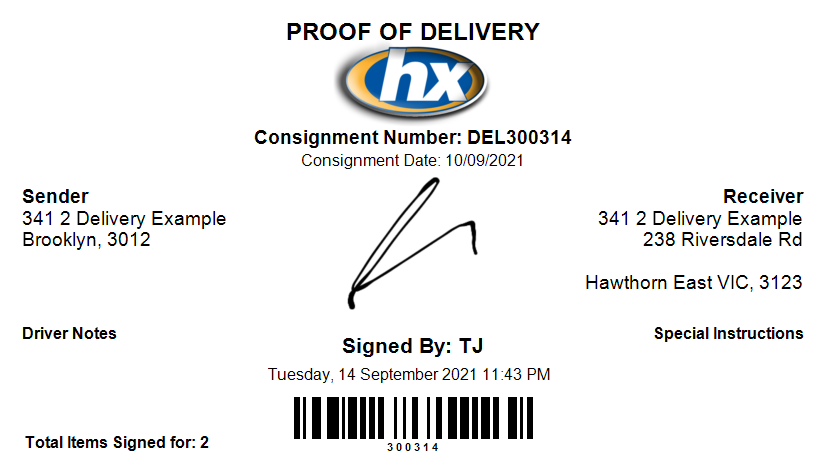 PROOF OF DELIVERY
hx
Consignment Number: DEL300314
Consignment Date: 10/09/2021
Sender
341 2 Delivery Example
Brooklyn, 3012
Receiver
341 2 Delivery Example
238 Riversdale Rd
Hawthorn East VIC, 3123
Driver Notes
Special Instructions
Signed By: TJ
Tuesday, 14 September 2021 11:43 PM
300314
Total Items Signed for: 2